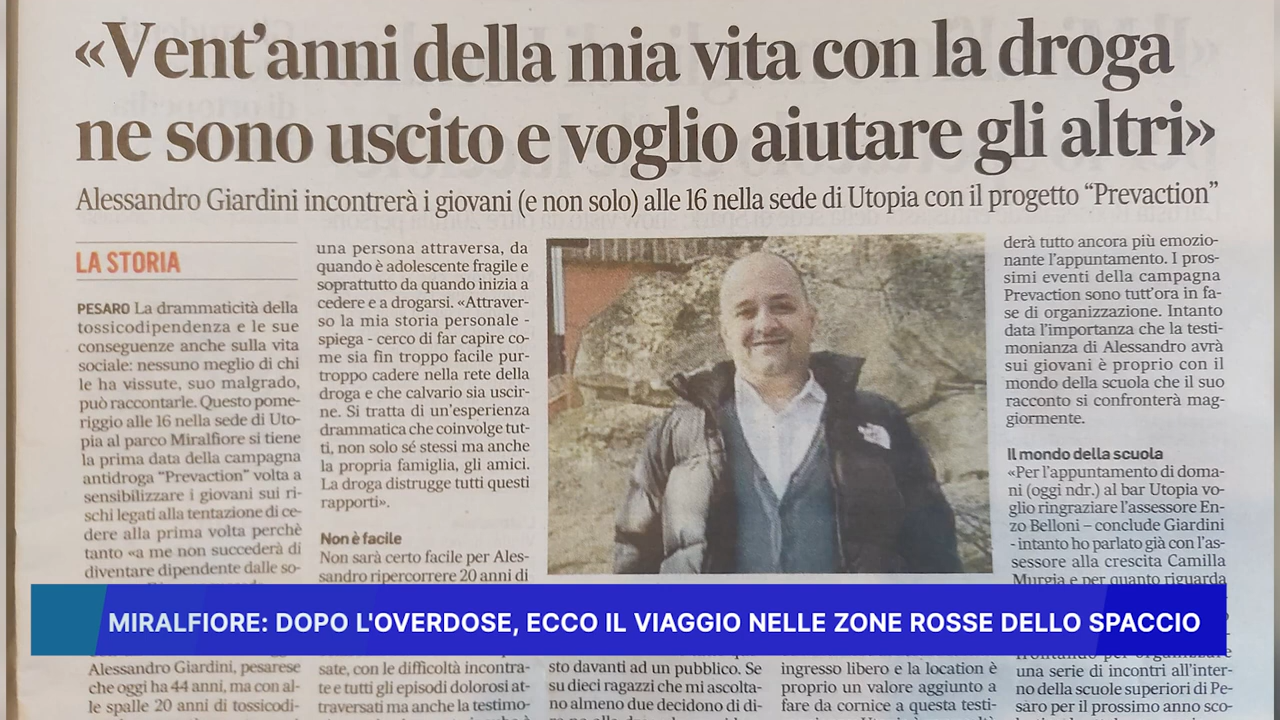 «Vent'anni della mia vita con la droga
ne sono uscito e voglio aiutare gli altri»
Alessandro Giardini incontrerà i giovani (e non solo) alle 16 nella sede di Utopia con il progetto “Prevaction”
LA STORIA
PESARO La drammaticità della
tossicodipendenza e le sue
conseguenze anche sulla vita
sociale: nessuno meglio di chi
le ha vissute, suo malgrado,
può raccontarle. Questo pome-
riggio alle 16 nella sede di Uto-
pia al parco Miralfiore si tiene
la prima data della campagna
antidroga “Prevaction” volta a
sensibilizzare i giovani sui ri-
schi legati alla tentazione di ce-
dere alla prima volta perchè
tanto «a me non succederà di
diventare dipendente dalle so-
Alessandro Giardini, pesarese
che oggi ha 44 anni, ma con al-
le spalle 20 anni di tossicodi-
una persona attraversa, da
quando è adolescente fragile e
soprattutto da quando inizia a
cedere e a drogarsi. «Attraver-
so la mia storia personale -
spiega - cerco di far capire co-
me sia fin troppo facile pur-
troppo cadere nella rete della
droga e che calvario sia uscir-
ne. Si tratta di un'esperienza
drammatica che coinvolge tut-
ti, non solo sé stessi ma anche
la propria famiglia, gli amici.
La droga distrugge tutti questi
rapporti».
Non è facile
Non sarà certo facile per Ales-
sandro ripercorrere 20 anni di
sate, con le difficoltà incontra-
te e tutti gli episodi dolorosi at-
traversati ma anche la testimo-
sto davanti ad un pubblico. Se
su dieci ragazzi che mi ascolta-
no almeno due decidono di di-
ingresso libero e la location è
proprio un valore aggiunto a
fare da cornice a questa testi-
derà tutto ancora più emozio-
nante l'appuntamento. I pros-
simi eventi della campagna
Prevaction sono tutt'ora in fa-
se di organizzazione. Intanto
data l'importanza che la testi-
monianza di Alessandro avrà
sui giovani è proprio con il
mondo della scuola che il suo
racconto si confronterà mag-
giormente.
Il mondo della scuola
«Per l'appuntamento di doma-
ni (oggi ndr.) al bar Utopia vo-
glio ringraziare l'assessore En-
zo Belloni – conclude Giardini
- intanto ho parlato già con l'as-
sessore alla crescita Camilla
Murgia e per quanto riguarda
una serie di incontri all'inter-
no della scuole superiori di Pe-
saro per il prossimo anno sco-
MIRALFIORE: DOPO L'OVERDOSE, ECCO IL VIAGGIO NELLE ZONE ROSSE DELLO SPACCIO